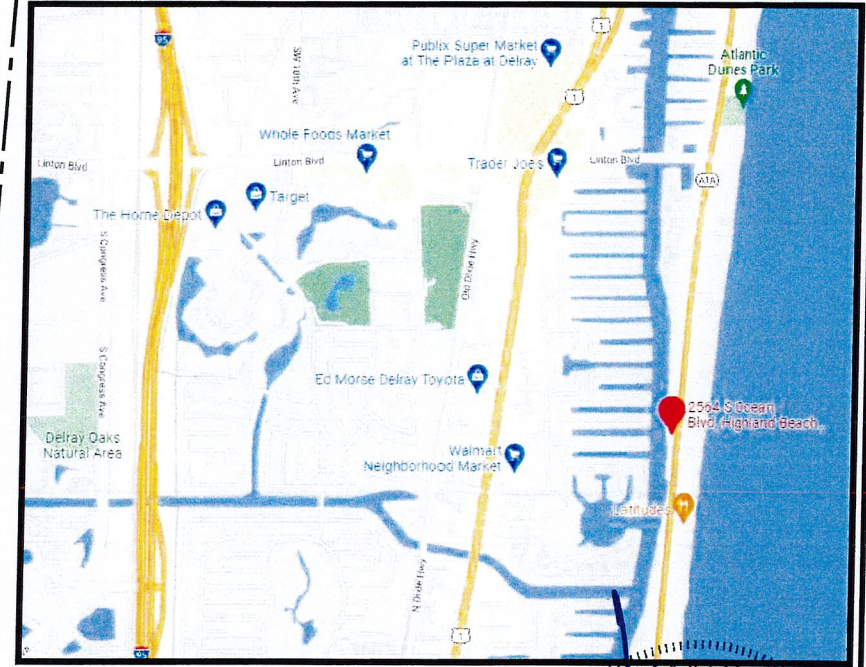 95
1
SW 10th Ave
Publix Super Market
at The Plaza at Delray
Atlantic
Dunes Park
1
Whole Foods Market
Linton Blvd
Linton Blvd
Trader Joe's
Linton Blvd
A1A
Target
The Home Depot
S Congress Ave
Old Dixie Hwy
S Congress Ave
Ed Morse Delray Toyota
2564 S Ocean
Blvd, Highland Beach,
Delray Oaks
Natural Area
Walmart
Neighborhood Market
Latitudes
N Dixie Hwy
1
95